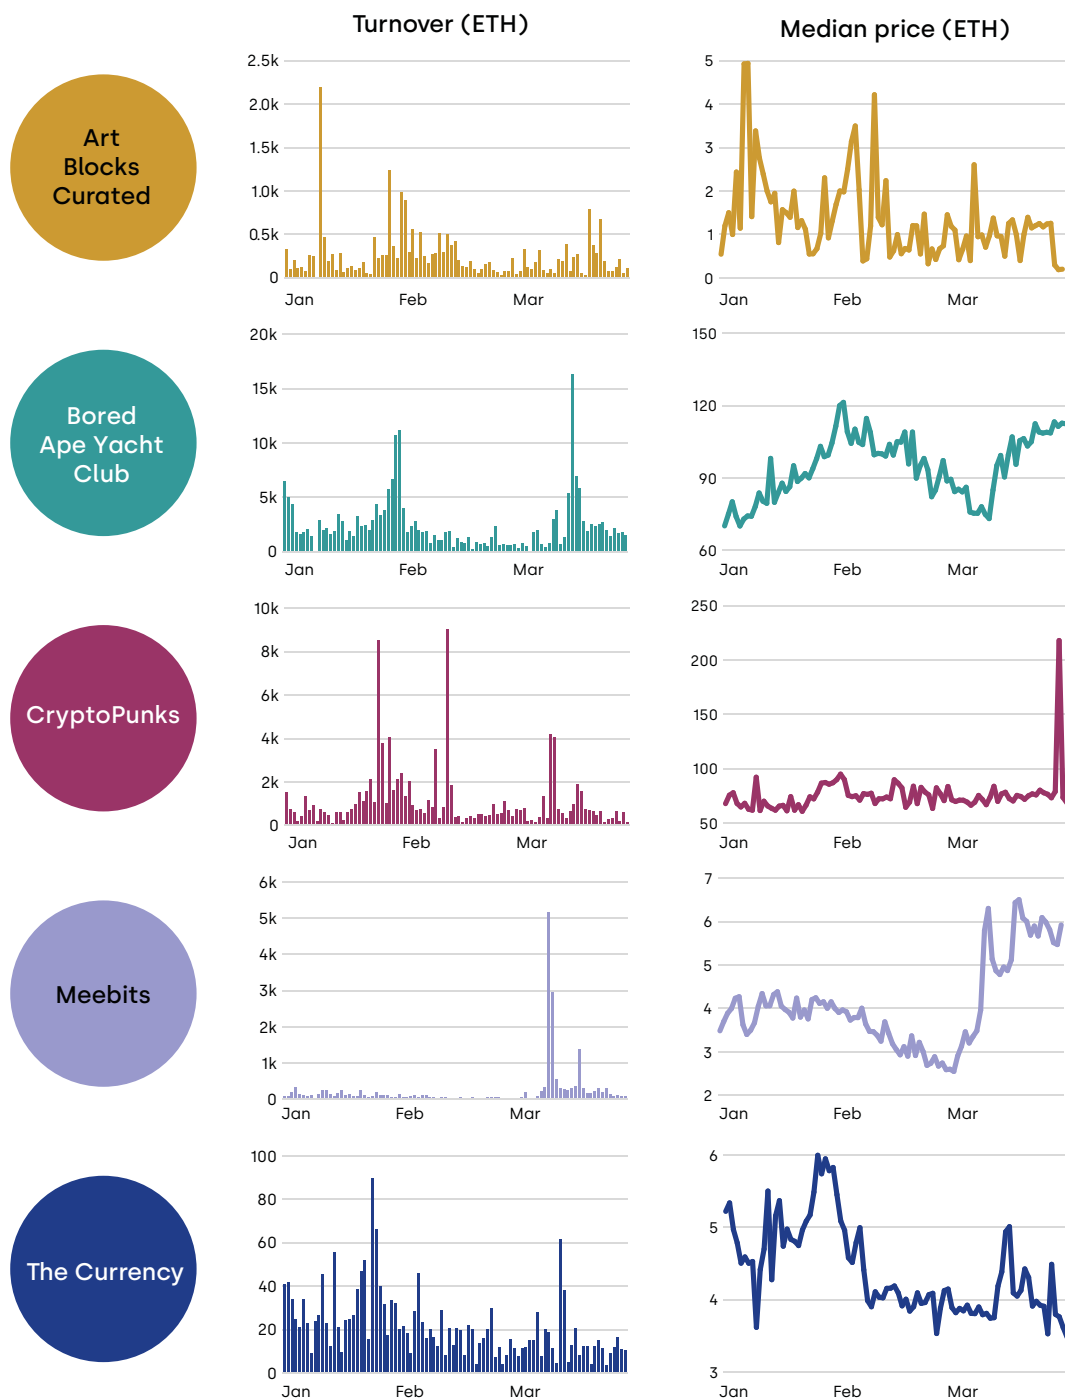 Turnover (ETH)
Median price (ETH)
Art
Blocks
Curated
2.5k
2.0k
1.5k
1.0k
0.5k
0
Jan Feb Mar
5
4
3
2
1
0
Jan Feb Mar
Bored
Ape Yacht
Club
20k
15k
10k
5k
0
Jan Feb Mar
150
120
90
60
Jan Feb Mar
CryptoPunks
10k
8k
6k
4k
2k
0
Jan Feb Mar
250
200
150
100
50
Jan Feb Mar
Meebits
6k
5k
4k
3k
2k
1k
0
Jan Feb Mar
7
6
5
4
3
2
Jan Feb Mar
The Currency
100
80
60
40
20
0
Jan Feb Mar
6
5
4
3
Jan Feb Mar